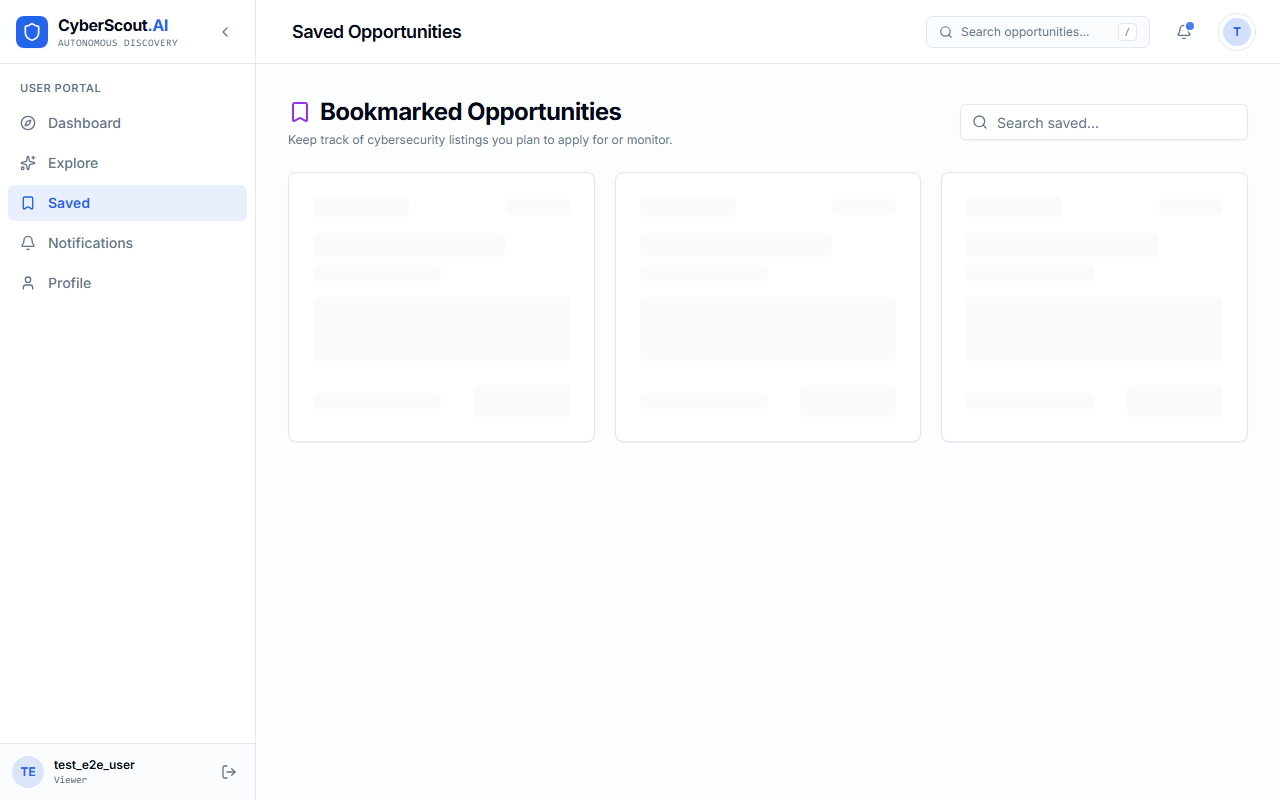 CyberScout.AI
AUTONOMOUS DISCOVERY
Saved Opportunities
Search opportunities...
/
T
USER PORTAL
Dashboard
Explore
Saved
Notifications
Profile
Bookmarked Opportunities
Keep track of cybersecurity listings you plan to apply for or monitor.
Search saved...
TE
test_e2e_user
Viewer